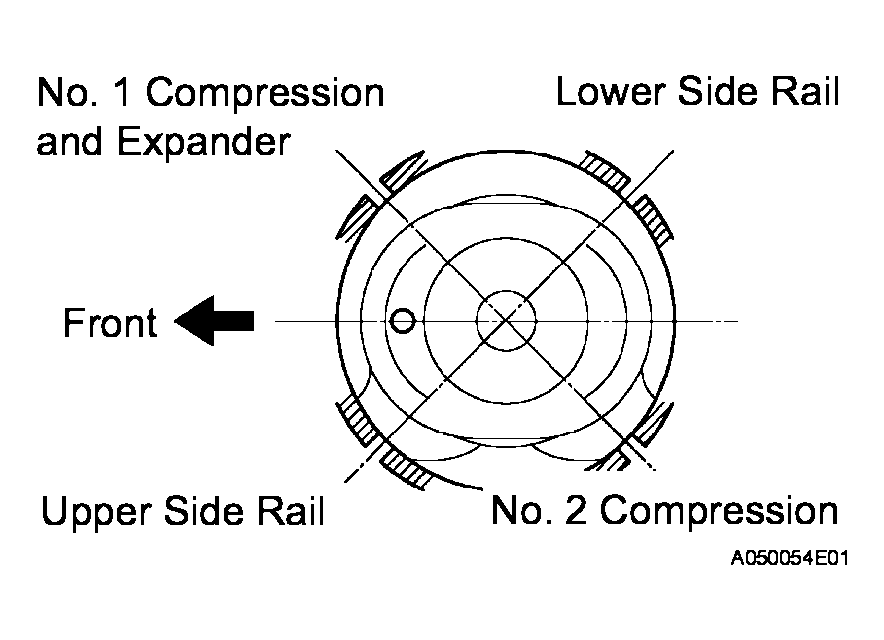 No. 1 Compression
and Expander
Lower Side Rail
Front
Upper Side Rail
No. 2 Compression
A050054E01